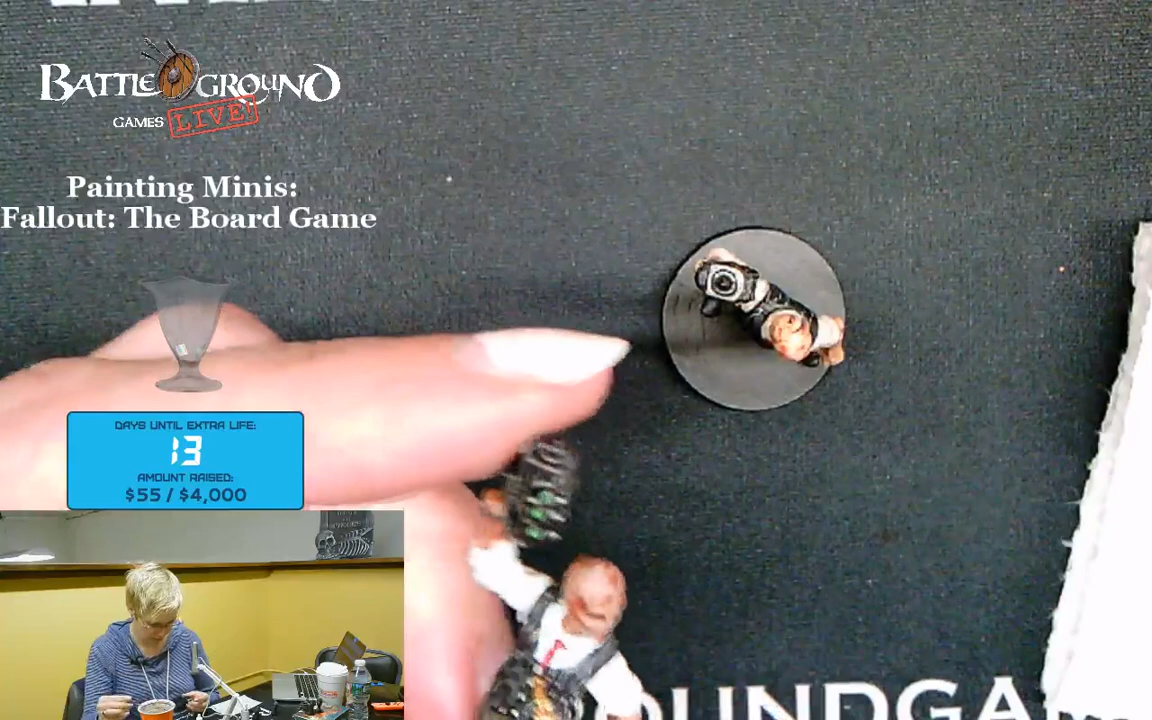 BATTLEGROUND
GAMES LIVE!
Painting Minis:
Fallout: The Board Game
DAYS UNTIL EXTRA LIFE:
13
AMOUNT RAISED:
$55 / $4,000
OUNDGA